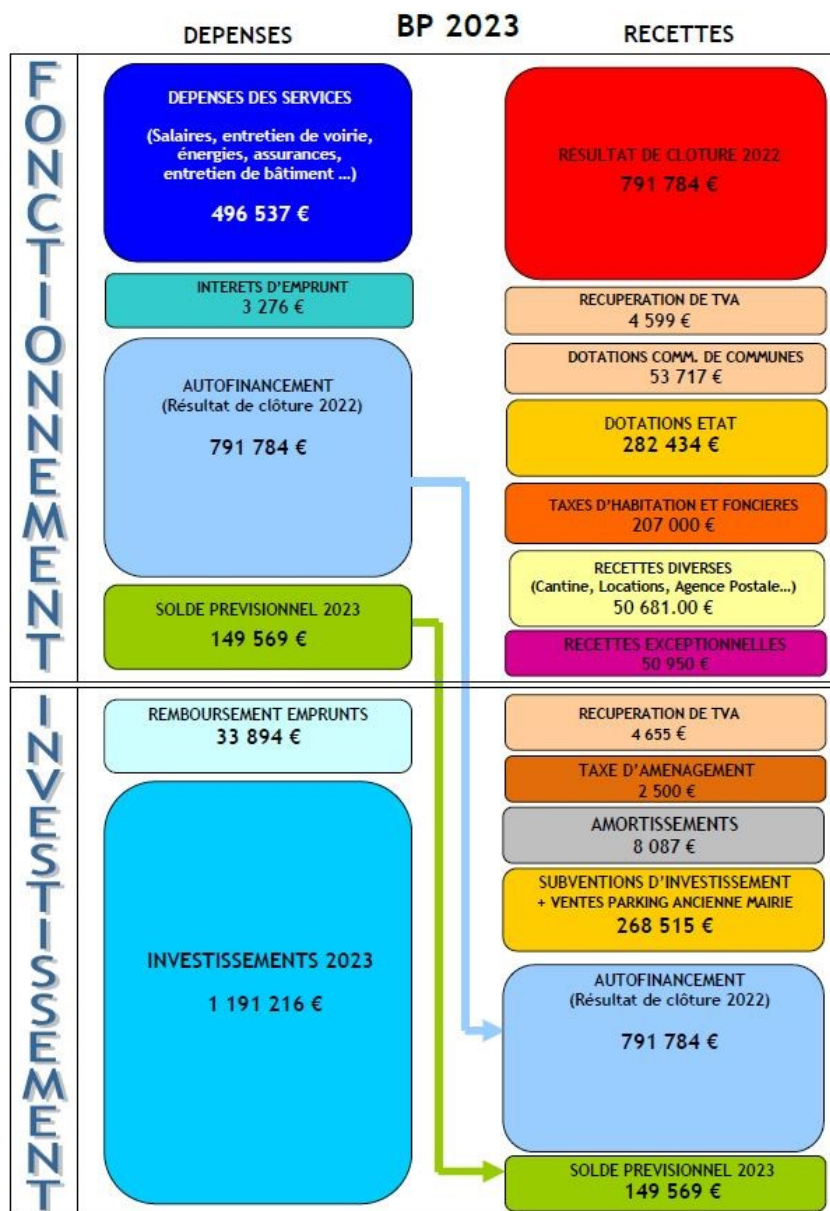 BP 2023
DEPENSES
RECETTES
FONCTIONNEMENT
DEPENSES DES SERVICES
(Salaires, entretien de voirie,
énergies, assurances,
entretien de bâtiment ...)
496 537 €
INTERETS D'EMPRUNT
3 276 €
AUTOFINANCEMENT
(Résultat de clôture 2022)
791 784 €
SOLDE PREVISIONNEL 2023
149 569 €
RÉSULTAT DE CLOTURE 2022
791 784 €
RECUPERATION DE TVA
4 599 €
DOTATIONS COMM. DE COMMUNES
53 717 €
DOTATIONS ETAT
282 434 €
TAXES D'HABITATION ET FONCIERES
207 000 €
RECETTES DIVERSES
(Cantine, Locations, Agence Postale...)
50 681.00 €
RECETTES EXCEPTIONNELLES
50 950 €
INVESTISSEMENT
REMBOURSEMENT EMPRUNTS
33 894 €
INVESTISSEMENTS 2023
1 191 216 €
RECUPERATION DE TVA
4 655 €
TAXE D'AMENAGEMENT
2 500 €
AMORTISSEMENTS
8 087 €
SUBVENTIONS D'INVESTISSEMENT
+ VENTES PARKING ANCIENNE MAIRIE
268 515 €
AUTOFINANCEMENT
(Résultat de clôture 2022)
791 784 €
SOLDE PREVISIONNEL 2023
149 569 €